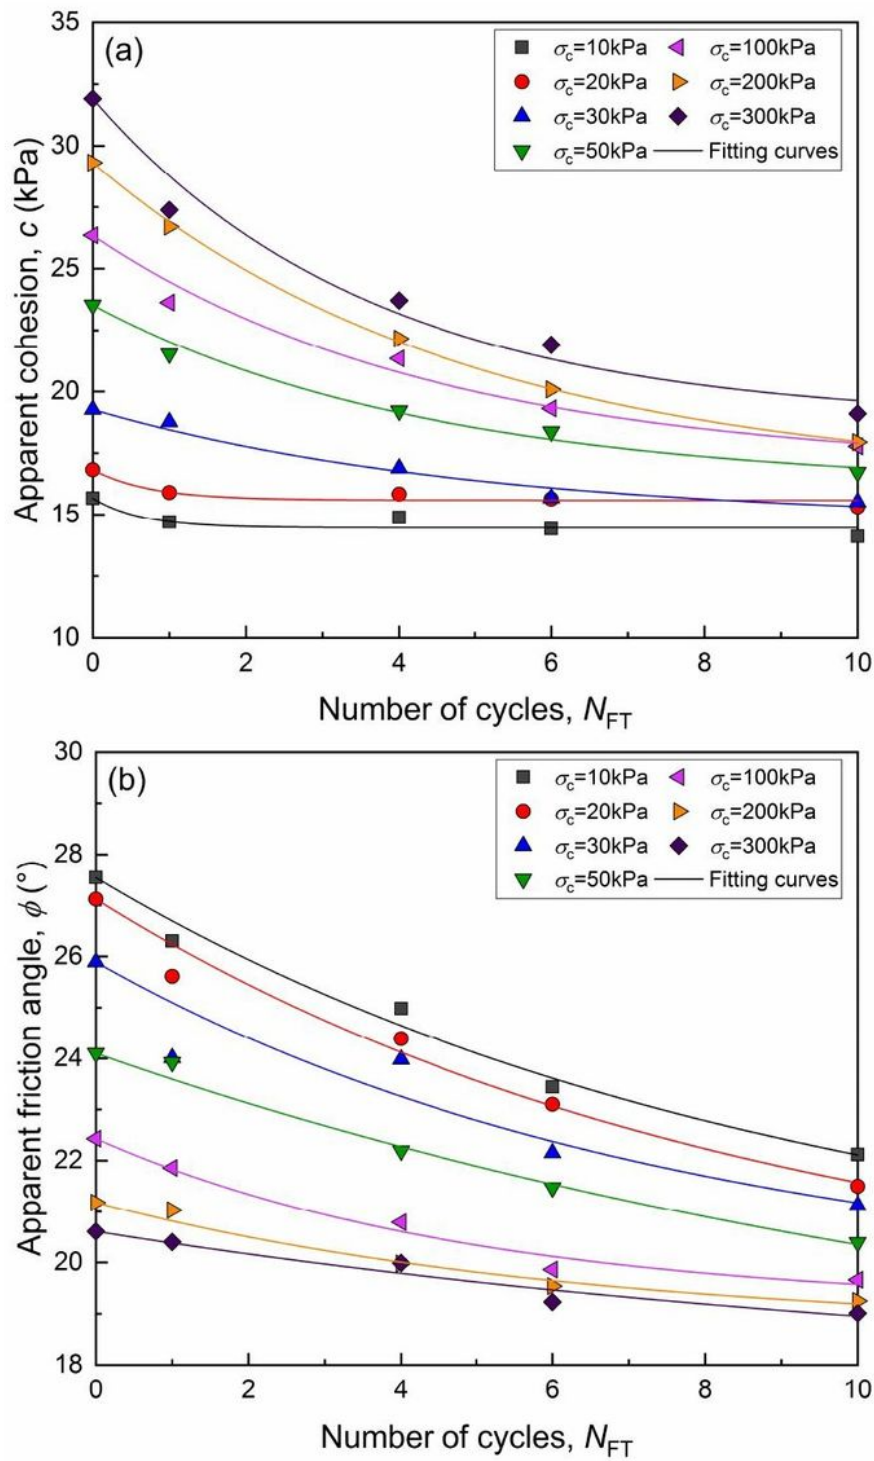 (a)
σc=10kPa σc=100kPa
σc=20kPa σc=200kPa
σc=30kPa σc=300kPa
σc=50kPa Fitting curves
35
30
25
20
15
10
Apparent cohesion, c (kPa)
0 2 4 6 8 10
Number of cycles, NFT
(b)
σc=10kPa σc=100kPa
σc=20kPa σc=200kPa
σc=30kPa σc=300kPa
σc=50kPa Fitting curves
30
28
26
24
22
20
18
Apparent friction angle, ϕ (°)
0 2 4 6 8 10
Number of cycles, NFT